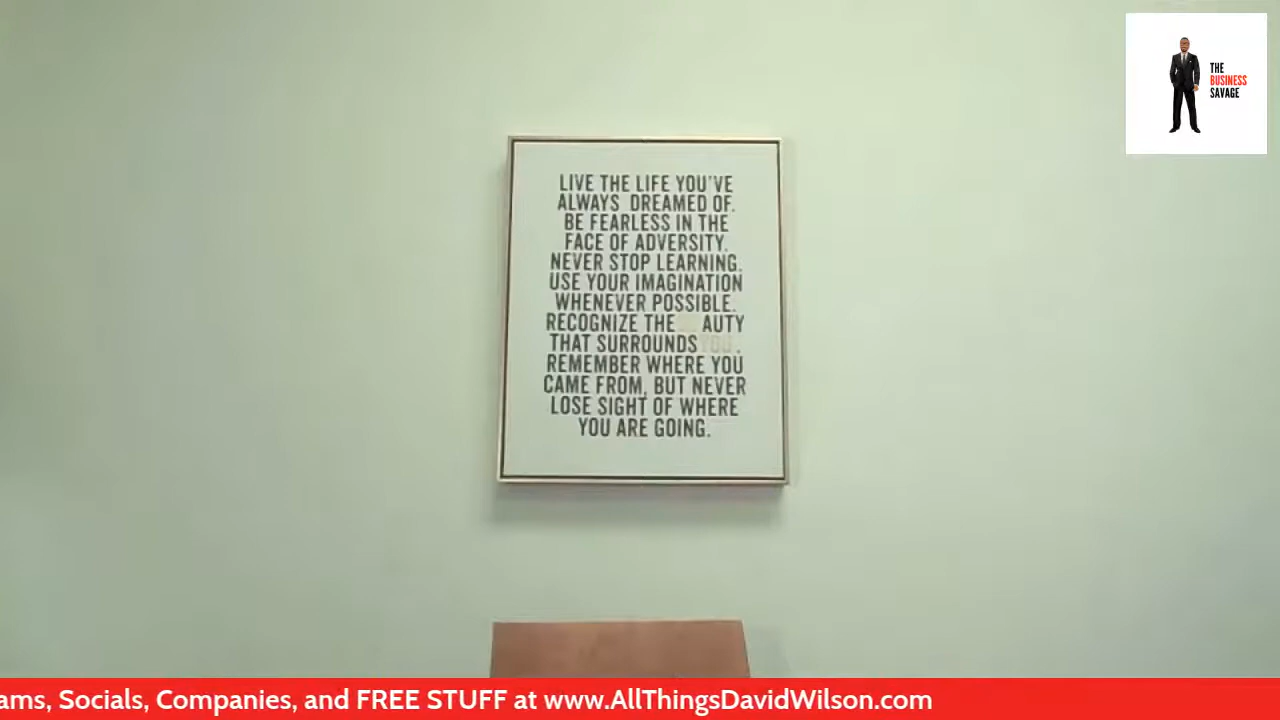 THE
BUSINESS
SAVAGE
LIVE THE LIFE YOU'VE
ALWAYS DREAMED OF.
BE FEARLESS IN THE
FACE OF ADVERSITY.
NEVER STOP LEARNING.
USE YOUR IMAGINATION
WHENEVER POSSIBLE.
RECOGNIZE THE AUTY
THAT SURROUNDS YOU.
REMEMBER WHERE YOU
CAME FROM, BUT NEVER
LOSE SIGHT OF WHERE
YOU ARE GOING.
ams, Socials, Companies, and FREE STUFF at www.AllThingsDavidWilson.com